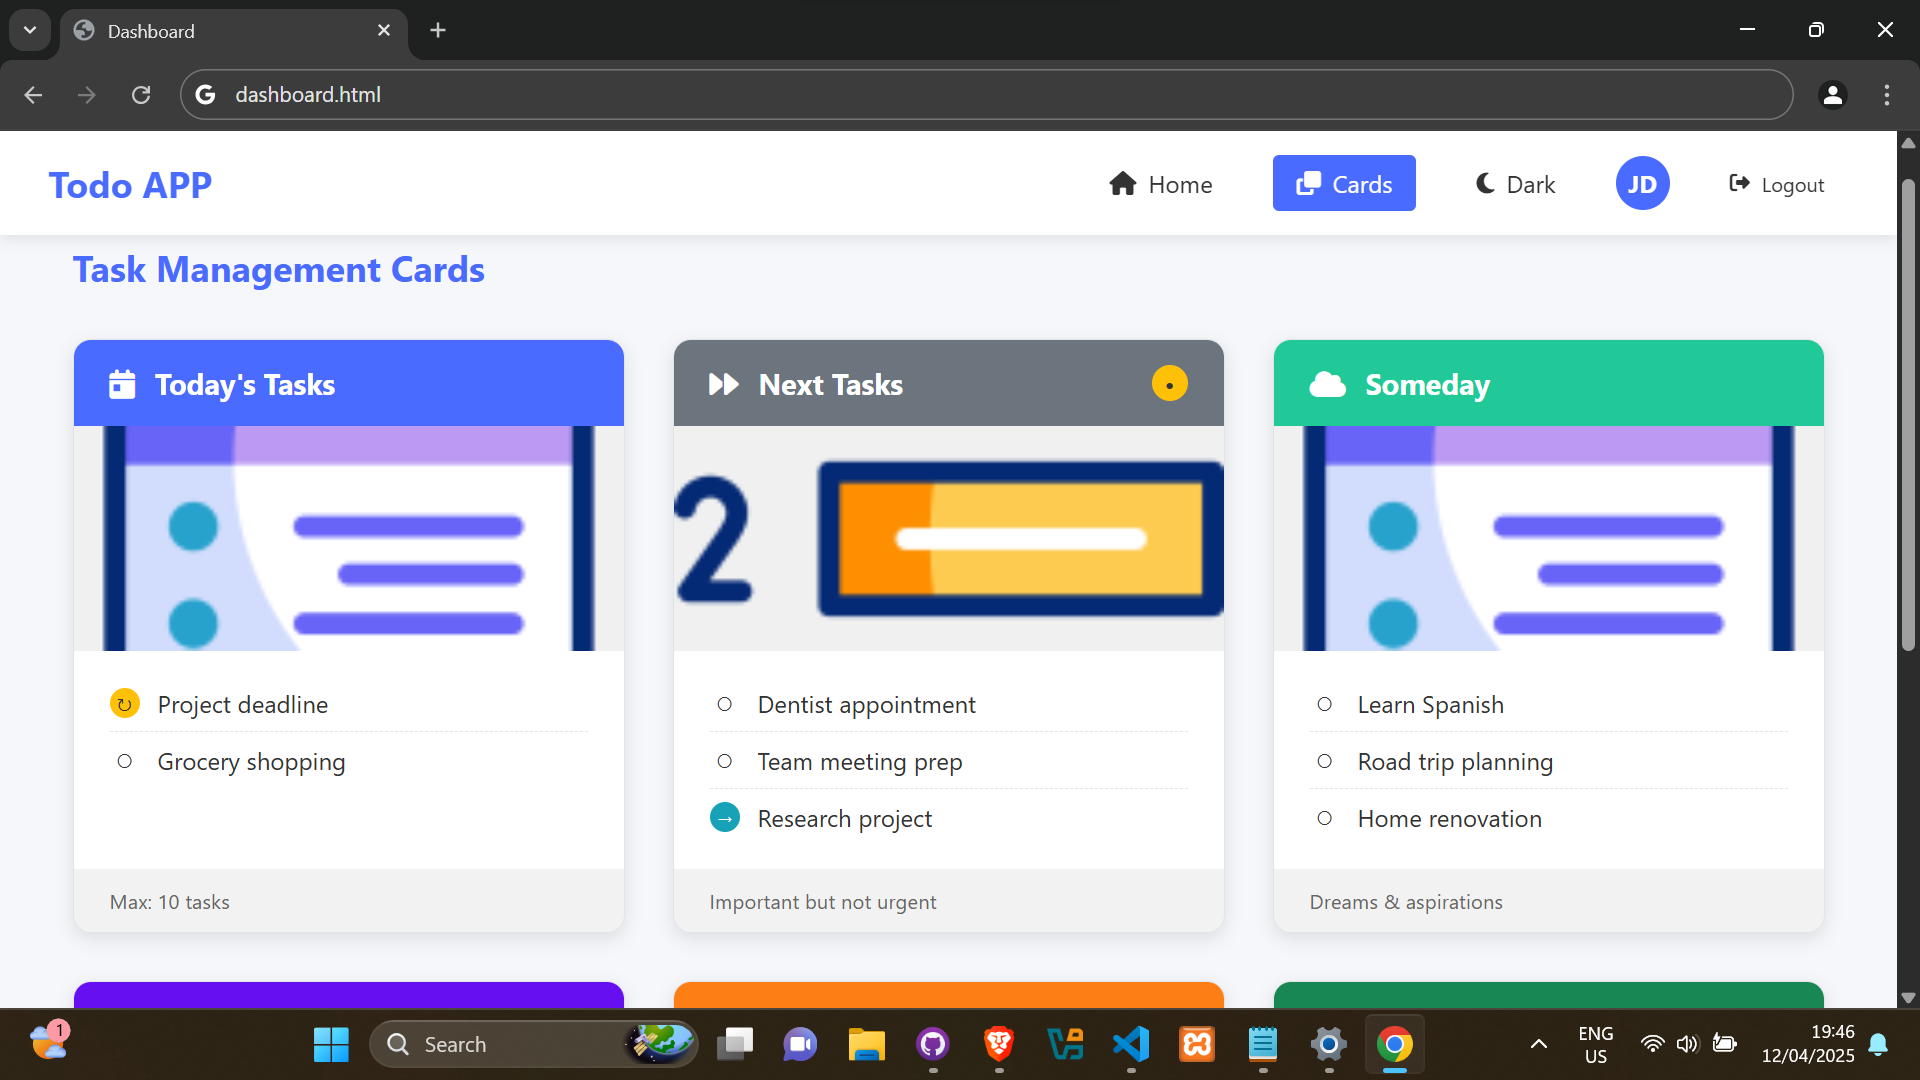 Dashboard
dashboard.html
Todo APP
Home
Cards
Dark
JD
Logout
Task Management Cards
Today's Tasks
Project deadline
Grocery shopping
Max: 10 tasks
Next Tasks
2
Dentist appointment
Team meeting prep
Research project
Important but not urgent
Someday
Learn Spanish
Road trip planning
Home renovation
Dreams & aspirations
1
Search
ENG
US
19:46
12/04/2025